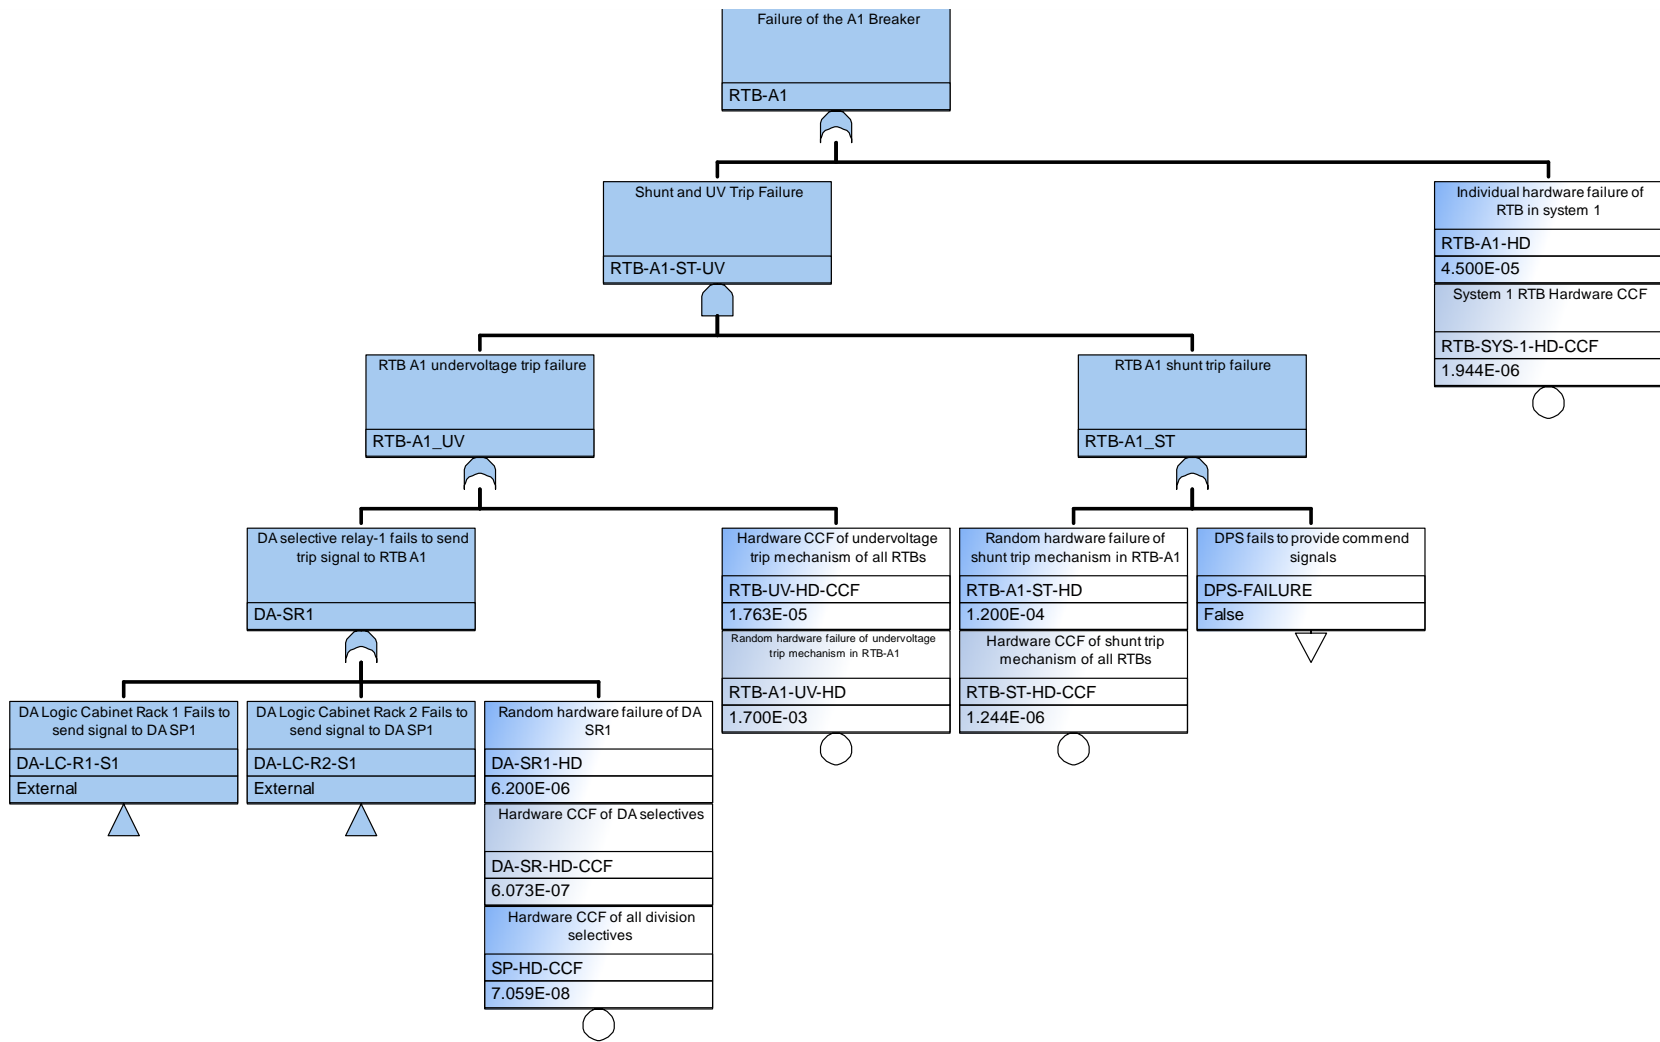 Failure of the A1 Breaker
RTB-A1
Shunt and UV Trip Failure
RTB-A1-ST-UV
Individual hardware failure of
RTB in system 1
RTB-A1-HD
4.500E-05
System 1 RTB Hardware CCF
RTB-SYS-1-HD-CCF
1.944E-06
RTB A1 undervoltage trip failure
RTB-A1_UV
RTB A1 shunt trip failure
RTB-A1_ST
DA selective relay-1 fails to send
trip signal to RTB A1
DA-SR1
Hardware CCF of undervoltage
trip mechanism of all RTBs
RTB-UV-HD-CCF
1.763E-05
Random hardware failure of undervoltage
trip mechanism in RTB-A1
RTB-A1-UV-HD
1.700E-03
Random hardware failure of
shunt trip mechanism in RTB-A1
RTB-A1-ST-HD
1.200E-04
Hardware CCF of shunt trip
mechanism of all RTBs
RTB-ST-HD-CCF
1.244E-06
DPS fails to provide commend
signals
DPS-FAILURE
False
DA Logic Cabinet Rack 1 Fails to
send signal to DA SP1
DA-LC-R1-S1
External
DA Logic Cabinet Rack 2 Fails to
send signal to DA SP1
DA-LC-R2-S1
External
Random hardware failure of DA
SR1
DA-SR1-HD
6.200E-06
Hardware CCF of DA selectives
DA-SR-HD-CCF
6.073E-07
Hardware CCF of all division
selectives
SP-HD-CCF
7.059E-08